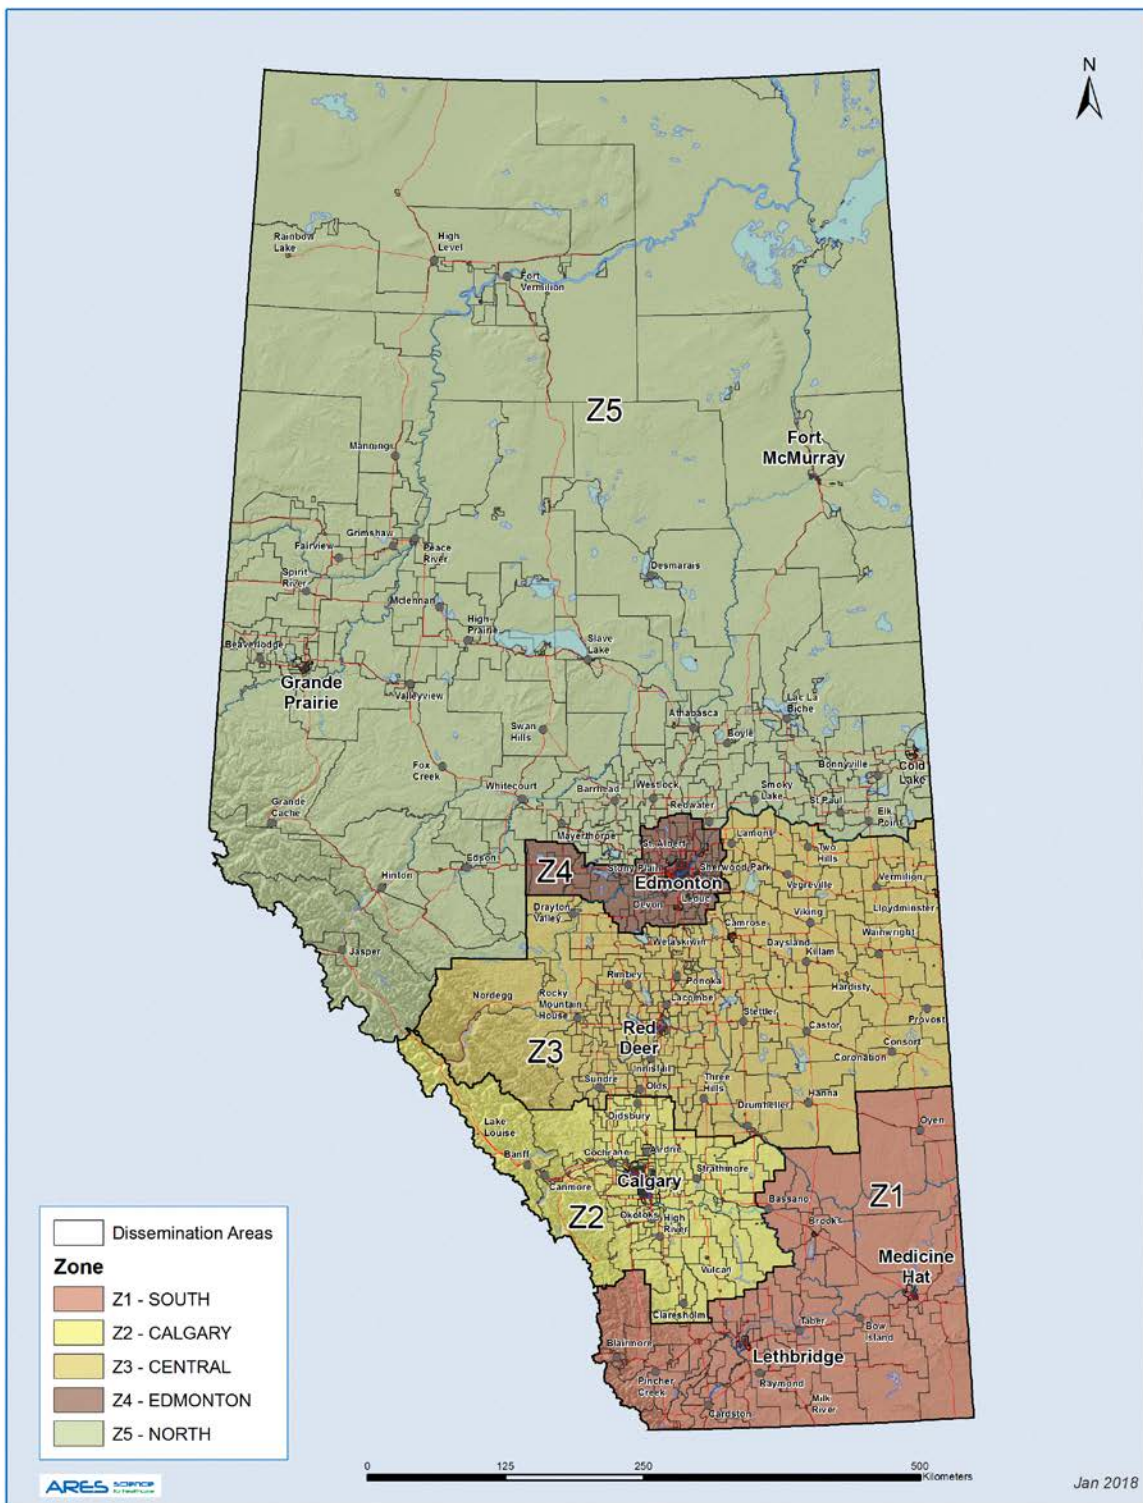 N
Rainbow
Lake
High
Level
Fort
Vermilion
Z5
Fort
McMurray
Mannings
Grimshaw
Fairview
Peace
River
Spirit
River
Desmarais
Mclennan
High
Prairie
Beaverlodge
Slave
Lake
Grande
Prairie
Valleyview
Lac La
Biche
Athabasca
Swan
Hills
Boyle
Fox
Creek
Bonnyville
Cold
Lake
Whitecourt
Barrhead
Westlock
Smoky
Lake
Redwater
St.Paul
Elk
Point
Grande
Cache
Mayerthorpe
Lamont
St. Albert
Two
Hills
Edson
Z4
Stony Plain
Sherwood Park
Edmonton
Hinton
Vegreville
Vermilion
Devon
Leduc
Drayton
Valley
Lloydminster
Viking
Camrose
Wainwright
Wetaskiwin
Daysland
Killam
Jasper
Rimbey
Ponoka
Nordegg
Rocky
Mountain
House
Lacombe
Hardisty
Stettler
Provost
Red
Deer
Castor
Z3
Coronation
Consort
Innisfail
Sundre
Olds
Three
Hills
Hanna
Didsbury
Drumheller
Oyen
Lake
Louise
Cochrane
Airdrie
Banff
Strathmore
Canmore
Calgary
Bassano
Z1
Z2
Okotoks
High
River
Brooks
Medicine
Hat
Vulcan
Claresholm
Taber
Bow
Island
Blairmore
Lethbridge
Pincher
Creek
Raymond
Milk
River
Cardston
Dissemination Areas
Zone
Z1 - SOUTH
Z2 - CALGARY
Z3 - CENTRAL
Z4 - EDMONTON
Z5 - NORTH
0 125 250 500
Kilometers
ARES science
for healthcare
Jan 2018